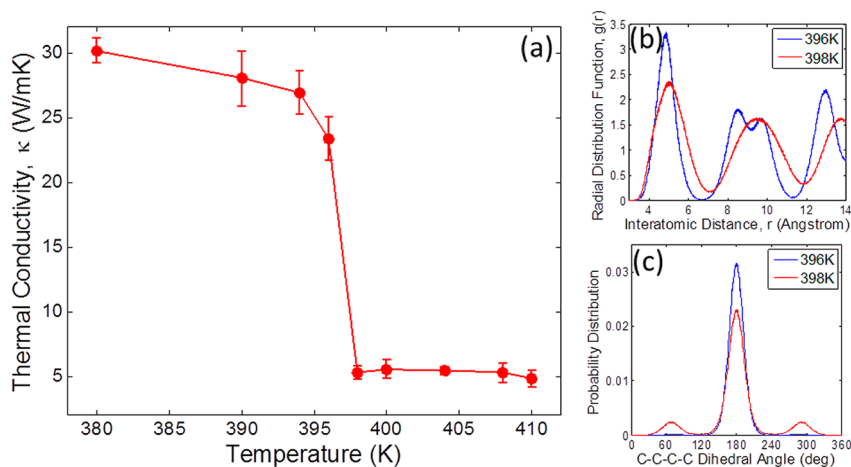 (a)
Thermal Conductivity, κ (W/mK)
30
25
20
15
10
5
380 385 390 395 400 405 410
Temperature (K)
(b)
396K
398K
Radial Distribution Function, g(r)
3.5
3
2.5
2
1.5
1
0.5
0
4 6 8 10 12 14
Interatomic Distance, r (Angstrom)
(c)
396K
398K
Probability Distribution
0.03
0.02
0.01
0
0 60 120 180 240 300 360
C-C-C-C Dihedral Angle (deg)